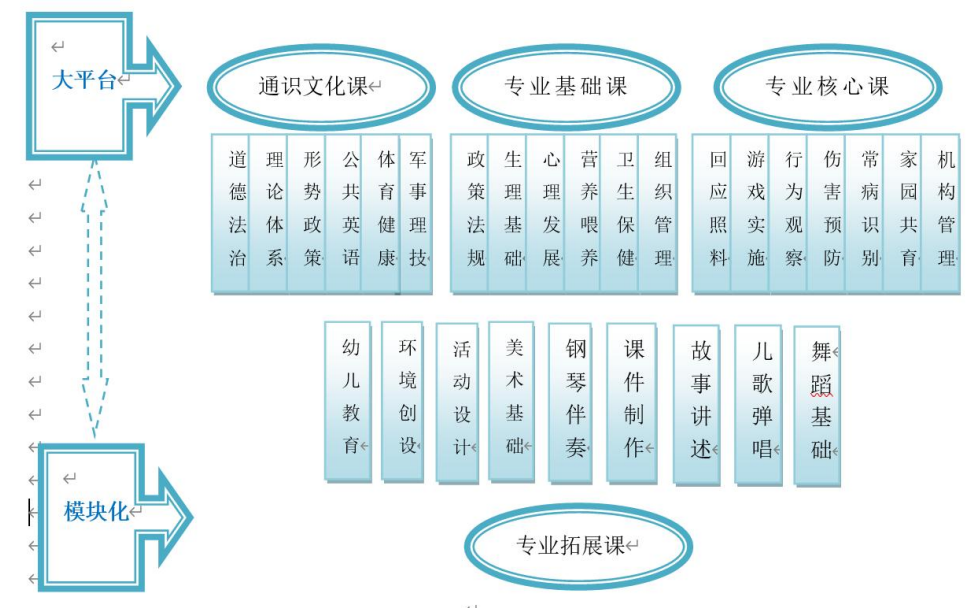 大平台
通识文化课
专业基础课
专业核心课
道德法治
理论体系
形势政策
公共英语
体育健康
军事理技
政策法规
生理基础
心理发展
营养喂养
卫生保健
组织管理
回应照料
游戏实施
行为观察
伤害预防
常病识别
家园共育
机构管理
幼儿教育
环境创设
活动设计
美术基础
钢琴伴奏
课件制作
故事讲述
儿歌弹唱
舞蹈基础
模块化
专业拓展课